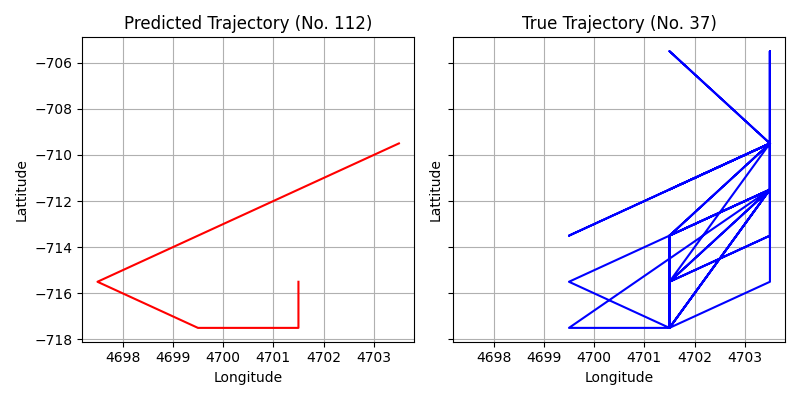 Predicted Trajectory (No. 112)
Lattitude
−706
−708
−710
−712
−714
−716
−718
4698 4699 4700 4701 4702 4703
Longitude
True Trajectory (No. 37)
Lattitude
4698 4699 4700 4701 4702 4703
Longitude